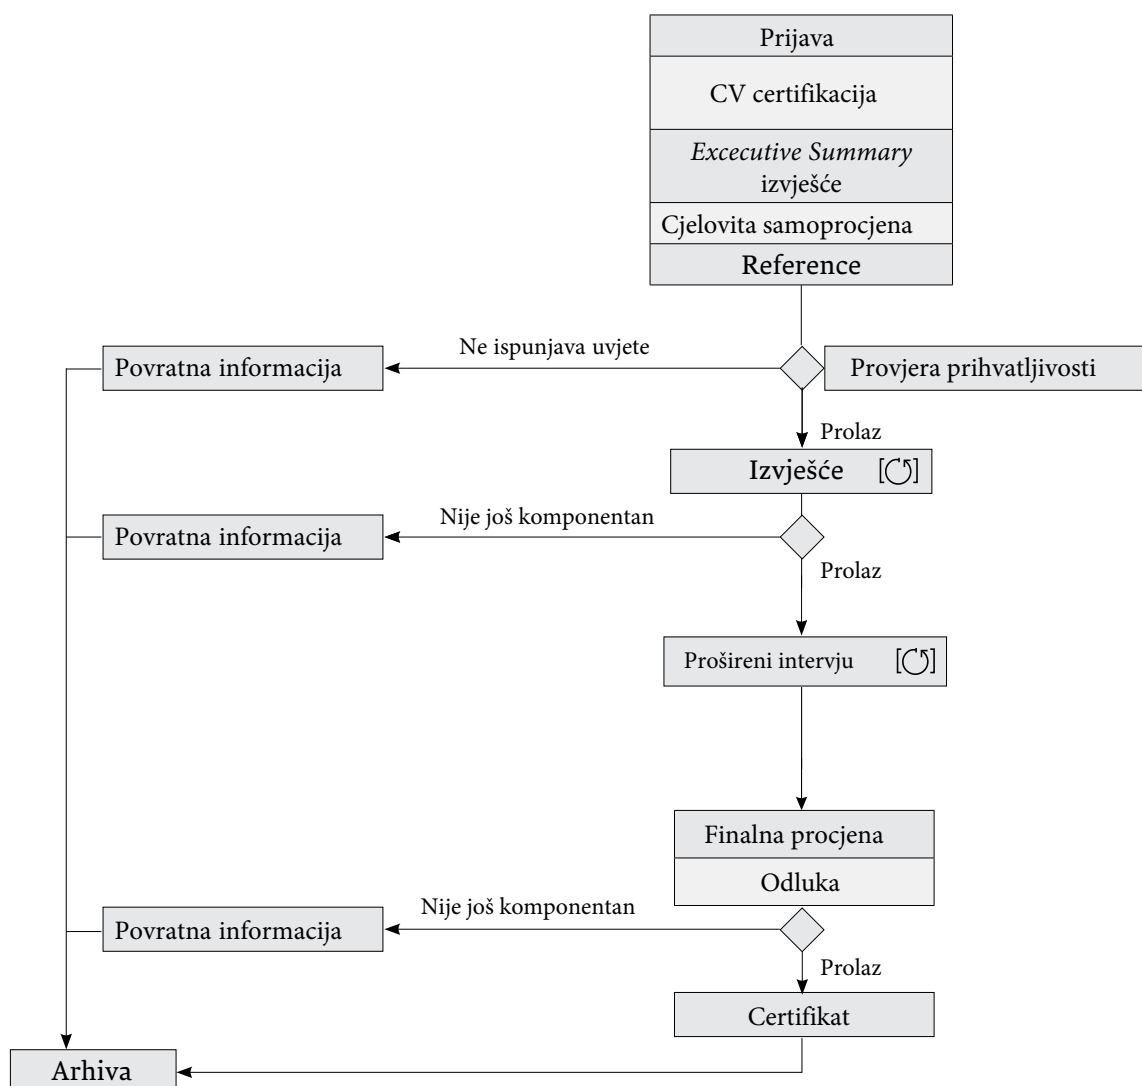 Prijava
CV certifikacija
Excecutive Summary
izvješće
Cjelovita samoprocjena
Reference
Ne ispunjava uvjete
Povratna informacija
Provjera prihvatljivosti
Prolaz
Izvješće []
Nije još komponentan
Povratna informacija
Prolaz
Prošireni intervju []
Finalna procjena
Odluka
Nije još komponentan
Povratna informacija
Prolaz
Certifikat
Arhiva